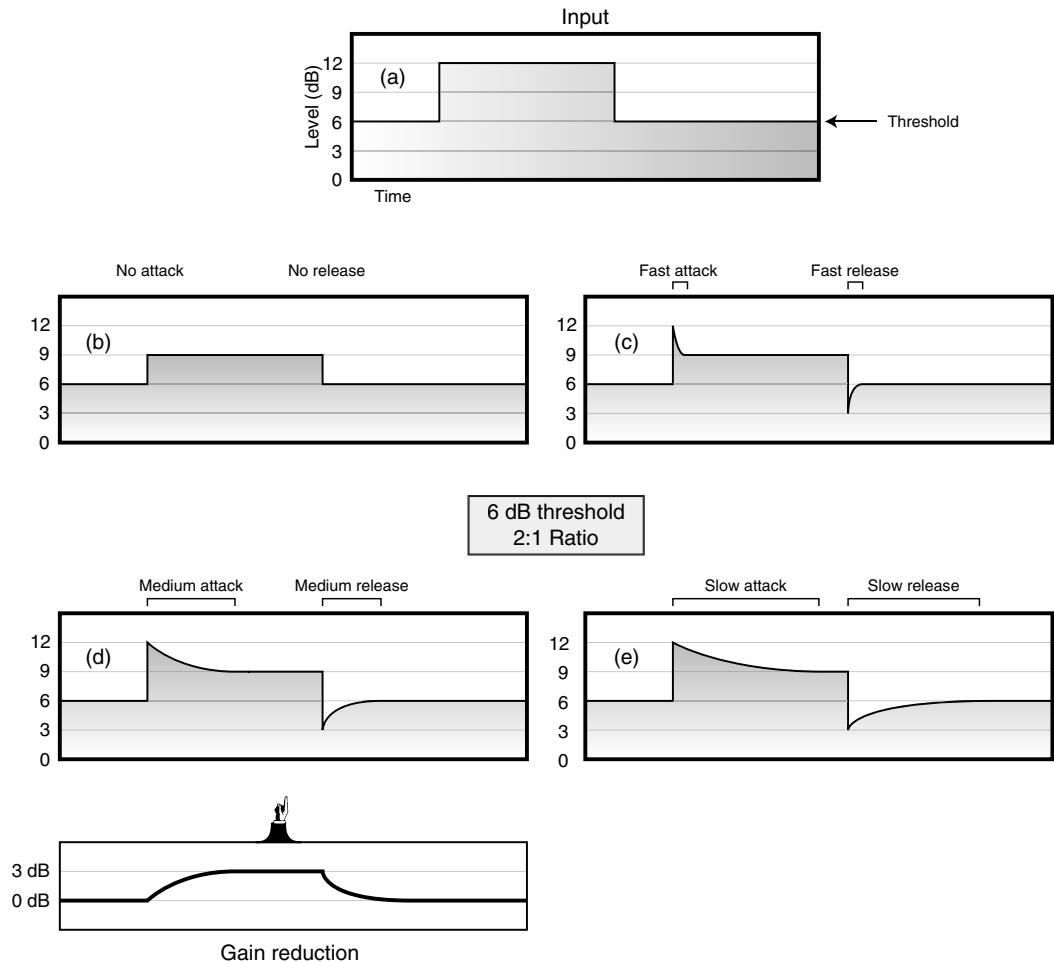 Input
Level (dB)
12
9
6
3
0
(a)
Threshold
Time
No attack
No release
12
9
6
3
0
(b)
Fast attack
Fast release
12
9
6
3
0
(c)
6 dB threshold
2:1 Ratio
Medium attack
Medium release
12
9
6
3
0
(d)
Slow attack
Slow release
12
9
6
3
0
(e)
3 dB
0 dB
Gain reduction